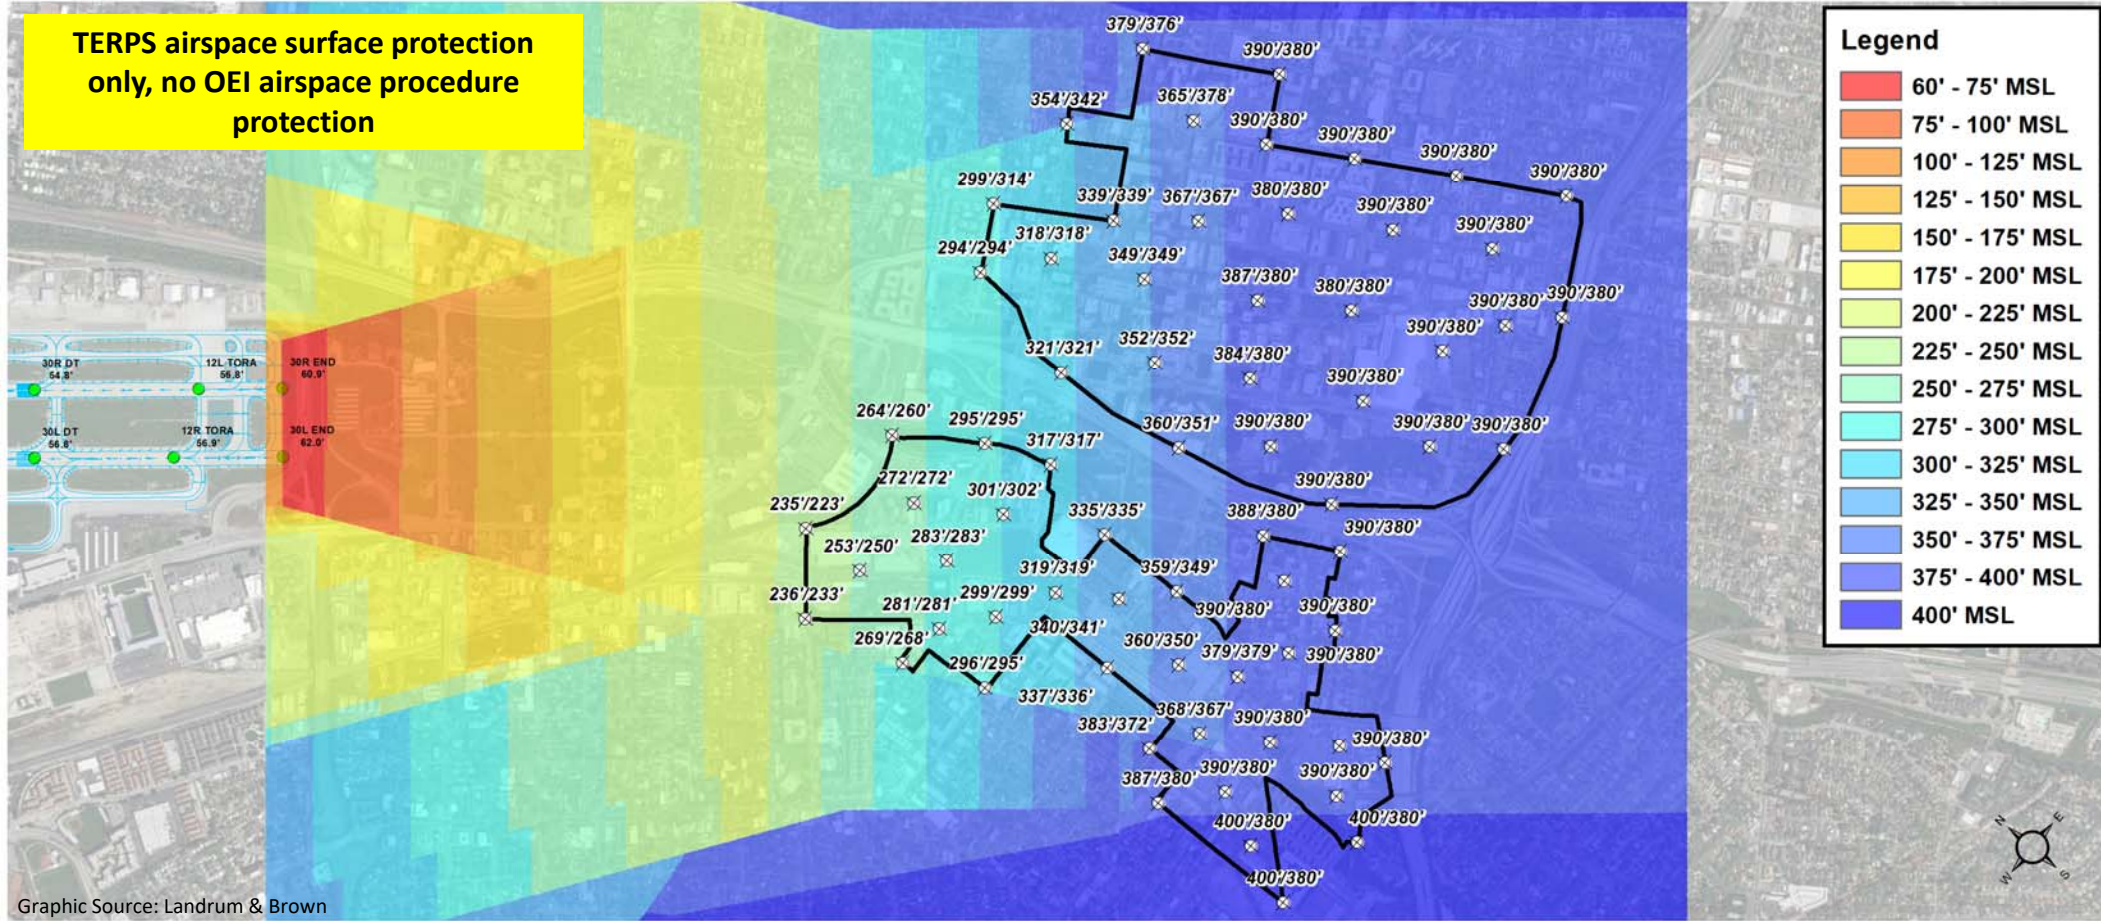 TERPS airspace surface protection
only, no OEI airspace procedure
protection
379'/376'
390'/380'
354'/342'
365'/378'
390'/380'
390'/380'
390'/380'
390'/380'
299'/314'
339'/339'
367'/367'
380'/380'
390'/380'
390'/380'
318'/318'
294'/294'
349'/349'
387'/380'
380'/380'
390'/380'
390'/380'
390'/380'
321'/321'
352'/352'
384'/380'
390'/380'
360'/351'
390'/380'
390'/380'
390'/380'
390'/380'
264'/260'
295'/295'
317'/317'
272'/272'
301'/302'
235'/223'
335'/335'
388'/380'
390'/380'
253'/250'
283'/283'
319'/319'
359'/349'
236'/233'
281'/281'
299'/299'
390'/380'
390'/380'
269'/268'
340'/341'
360'/350'
379'/379'
390'/380'
296'/295'
337'/336'
383'/372'
368'/367'
390'/380'
390'/380'
387'/380'
390'/380'
390'/380'
400'/380'
400'/380'
400'/380'
30R DT
54.8'
12L TORA
56.8'
30R END
60.9'
30L DT
56.8'
12R TORA
56.9'
30L END
62.0'
Legend
60' - 75' MSL
75' - 100' MSL
100' - 125' MSL
125' - 150' MSL
150' - 175' MSL
175' - 200' MSL
200' - 225' MSL
225' - 250' MSL
250' - 275' MSL
275' - 300' MSL
300' - 325' MSL
325' - 350' MSL
350' - 375' MSL
375' - 400' MSL
400' MSL
N
E
W
S
Graphic Source: Landrum & Brown